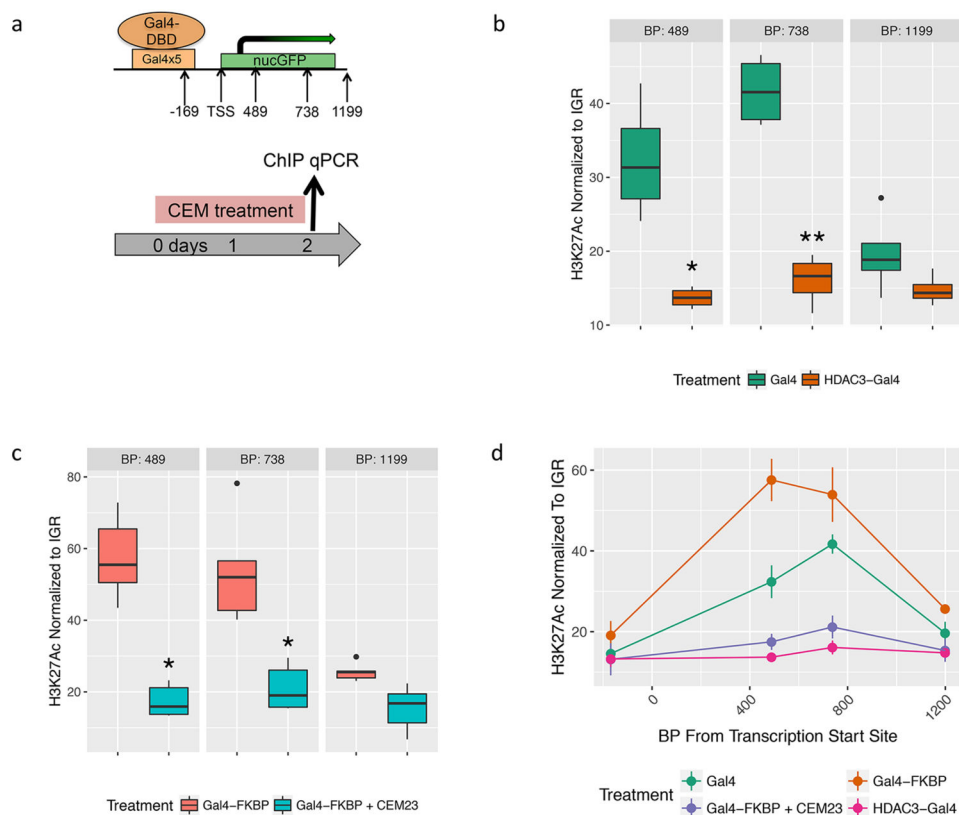 a
Gal4-
DBD
Gal4x5
nucGFP
-169 TSS 489 738 1199
ChIP qPCR
CEM treatment
0 days 1 2
b
BP: 489 BP: 738 BP: 1199
H3K27Ac Normalized to IGR
40
30
20
10
* **
Treatment Gal4 HDAC3-Gal4
c
BP: 489 BP: 738 BP: 1199
H3K27Ac Normalized to IGR
80
60
40
20
* *
Treatment Gal4-FKBP Gal4-FKBP + CEM23
d
H3K27Ac Normalized To IGR
60
40
20
0 400 800 1200
BP From Transcription Start Site
Treatment
Gal4 Gal4-FKBP
Gal4-FKBP + CEM23 HDAC3-Gal4